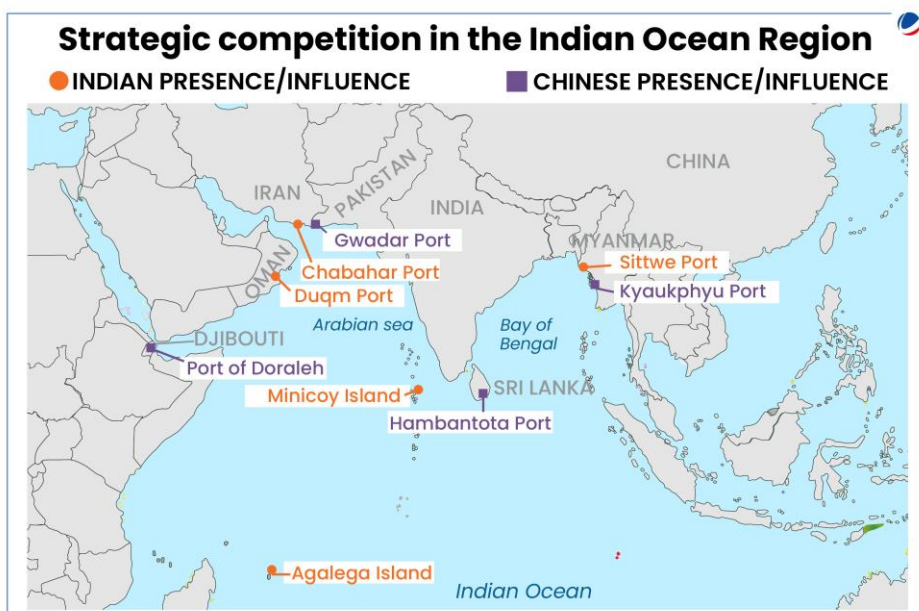 Strategic competition in the Indian Ocean Region
INDIAN PRESENCE/INFLUENCE
CHINESE PRESENCE/INFLUENCE
CHINA
IRAN
PAKISTAN
INDIA
Gwadar Port
MYANMAR
Sittwe Port
Chabahar Port
OMAN
Duqm Port
Kyaukphyu Port
Arabian sea
Bay of
Bengal
DJIBOUTI
Port of Doraleh
Minicoy Island
SRI LANKA
Hambantota Port
Agalega Island
Indian Ocean